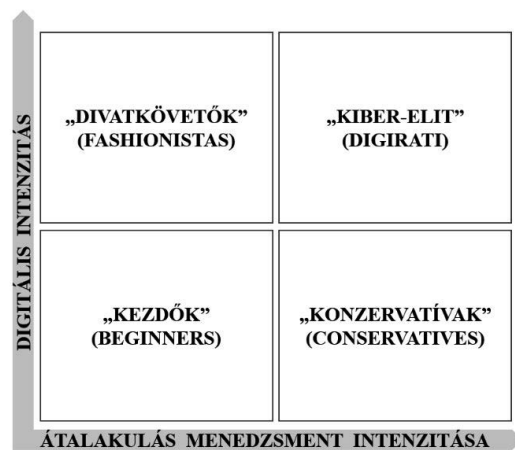 DIGITÁLIS INTENZITÁS
„DIVATKÖVETŐK”
(FASHIONISTAS)
„KIBER-ELIT”
(DIGIRATI)
„KEZDŐK”
(BEGINNERS)
„KONZERVATÍVAK”
(CONSERVATIVES)
ÁTALAKULÁS MENEDZSMENT INTENZITÁSA